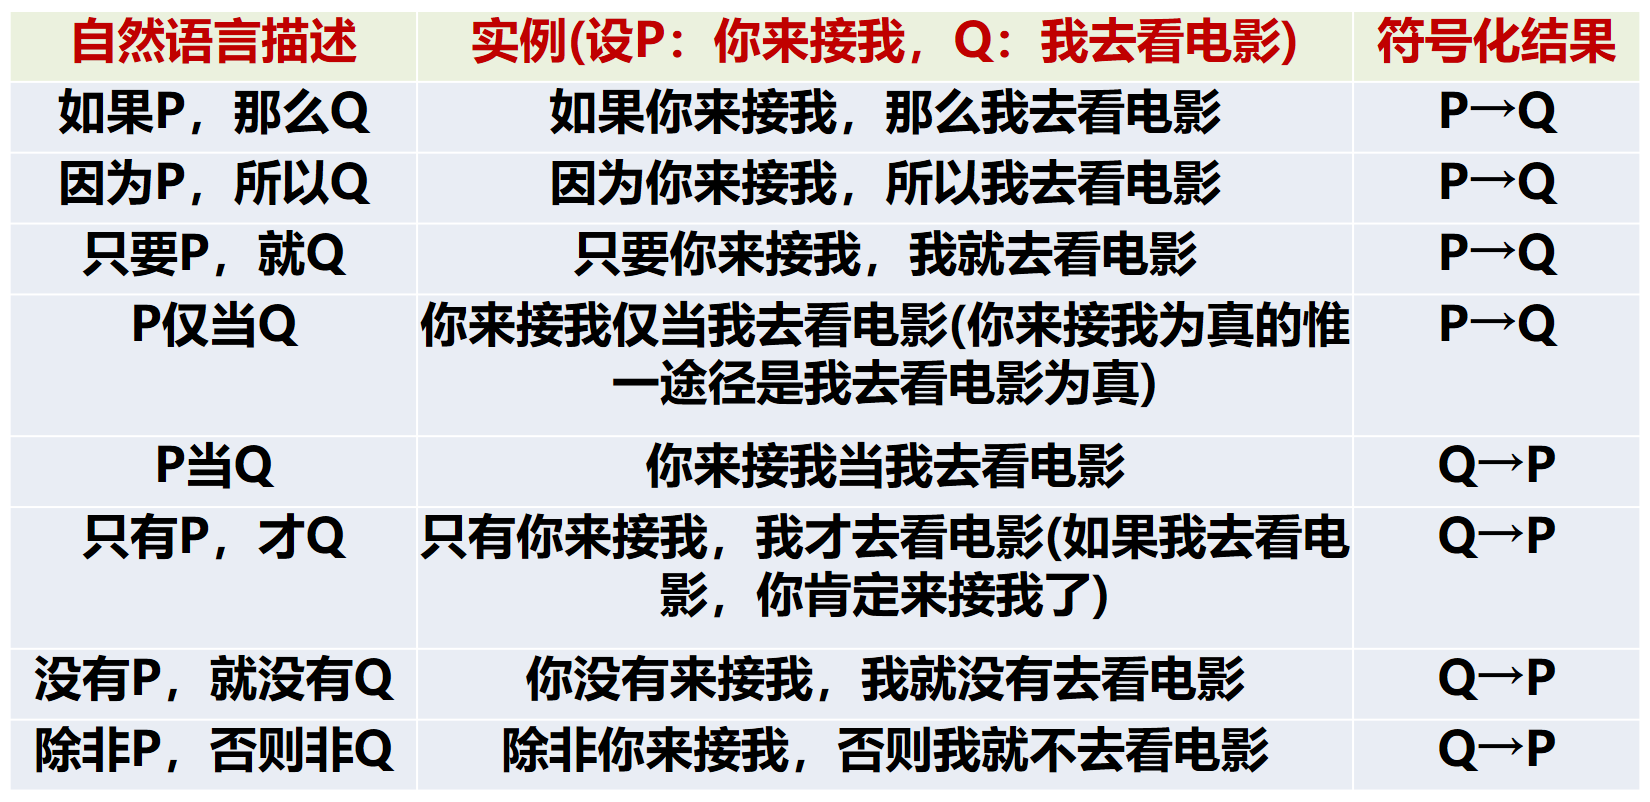 自然语言描述 实例(设P：你来接我，Q：我去看电影) 符号化结果
如果P，那么Q 如果你来接我，那么我去看电影 P→Q
因为P，所以Q 因为你来接我，所以我去看电影 P→Q
只要P，就Q 只要你来接我，我就去看电影 P→Q
P仅当Q 你来接我仅当我去看电影(你来接我为真的惟 P→Q
一途径是我去看电影为真)
P当Q 你来接我当我去看电影 Q→P
只有P，才Q 只有你来接我，我才去看电影(如果我去看电 Q→P
影，你肯定来接我了)
没有P，就没有Q 你没有来接我，我就没有去看电影 Q→P
除非P，否则非Q 除非你来接我，否则我就不去看电影 Q→P